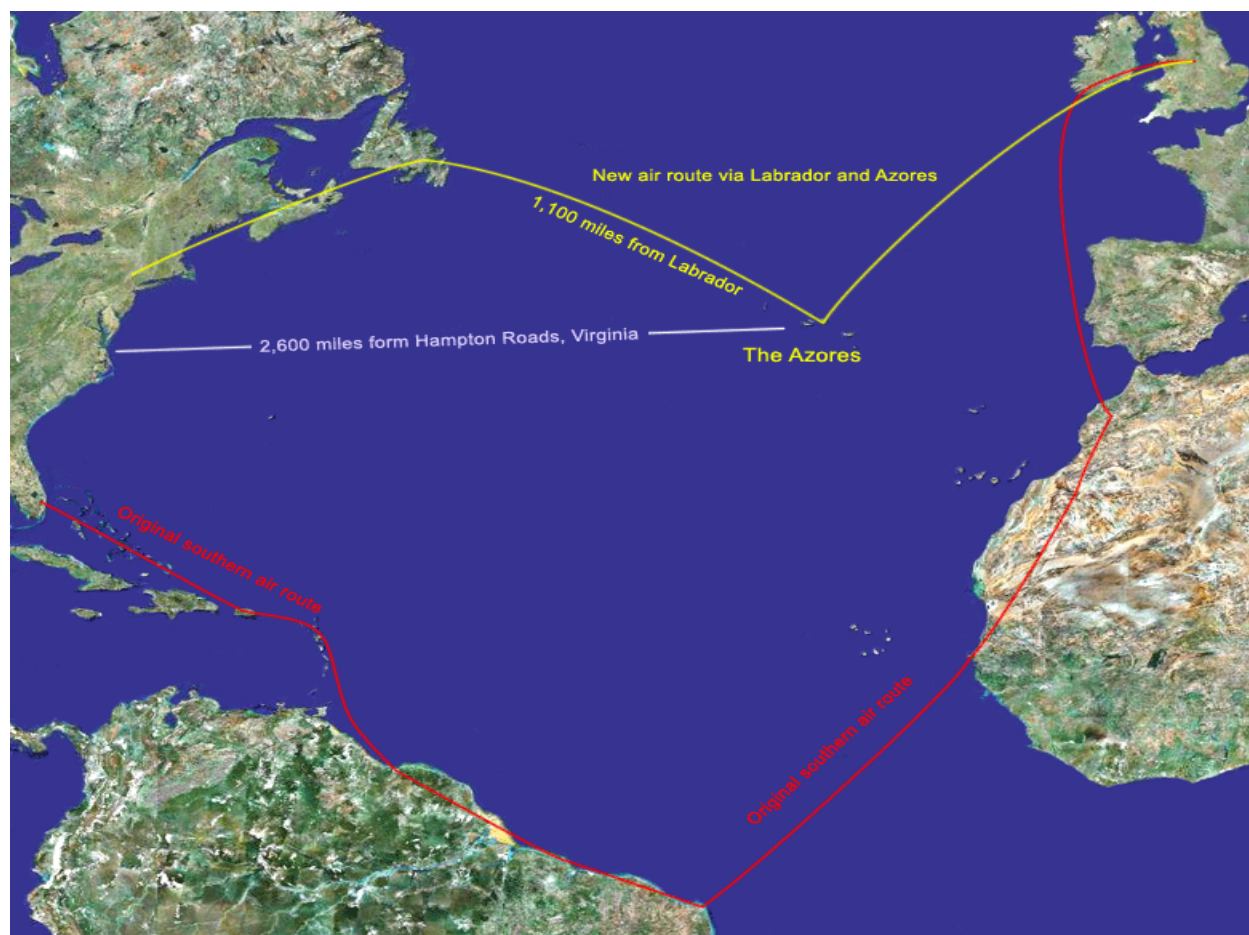 New air route via Labrador and Azores
1,100 miles from Labrador
2,600 miles form Hampton Roads, Virginia
The Azores
Original southern air route
Original southern air route